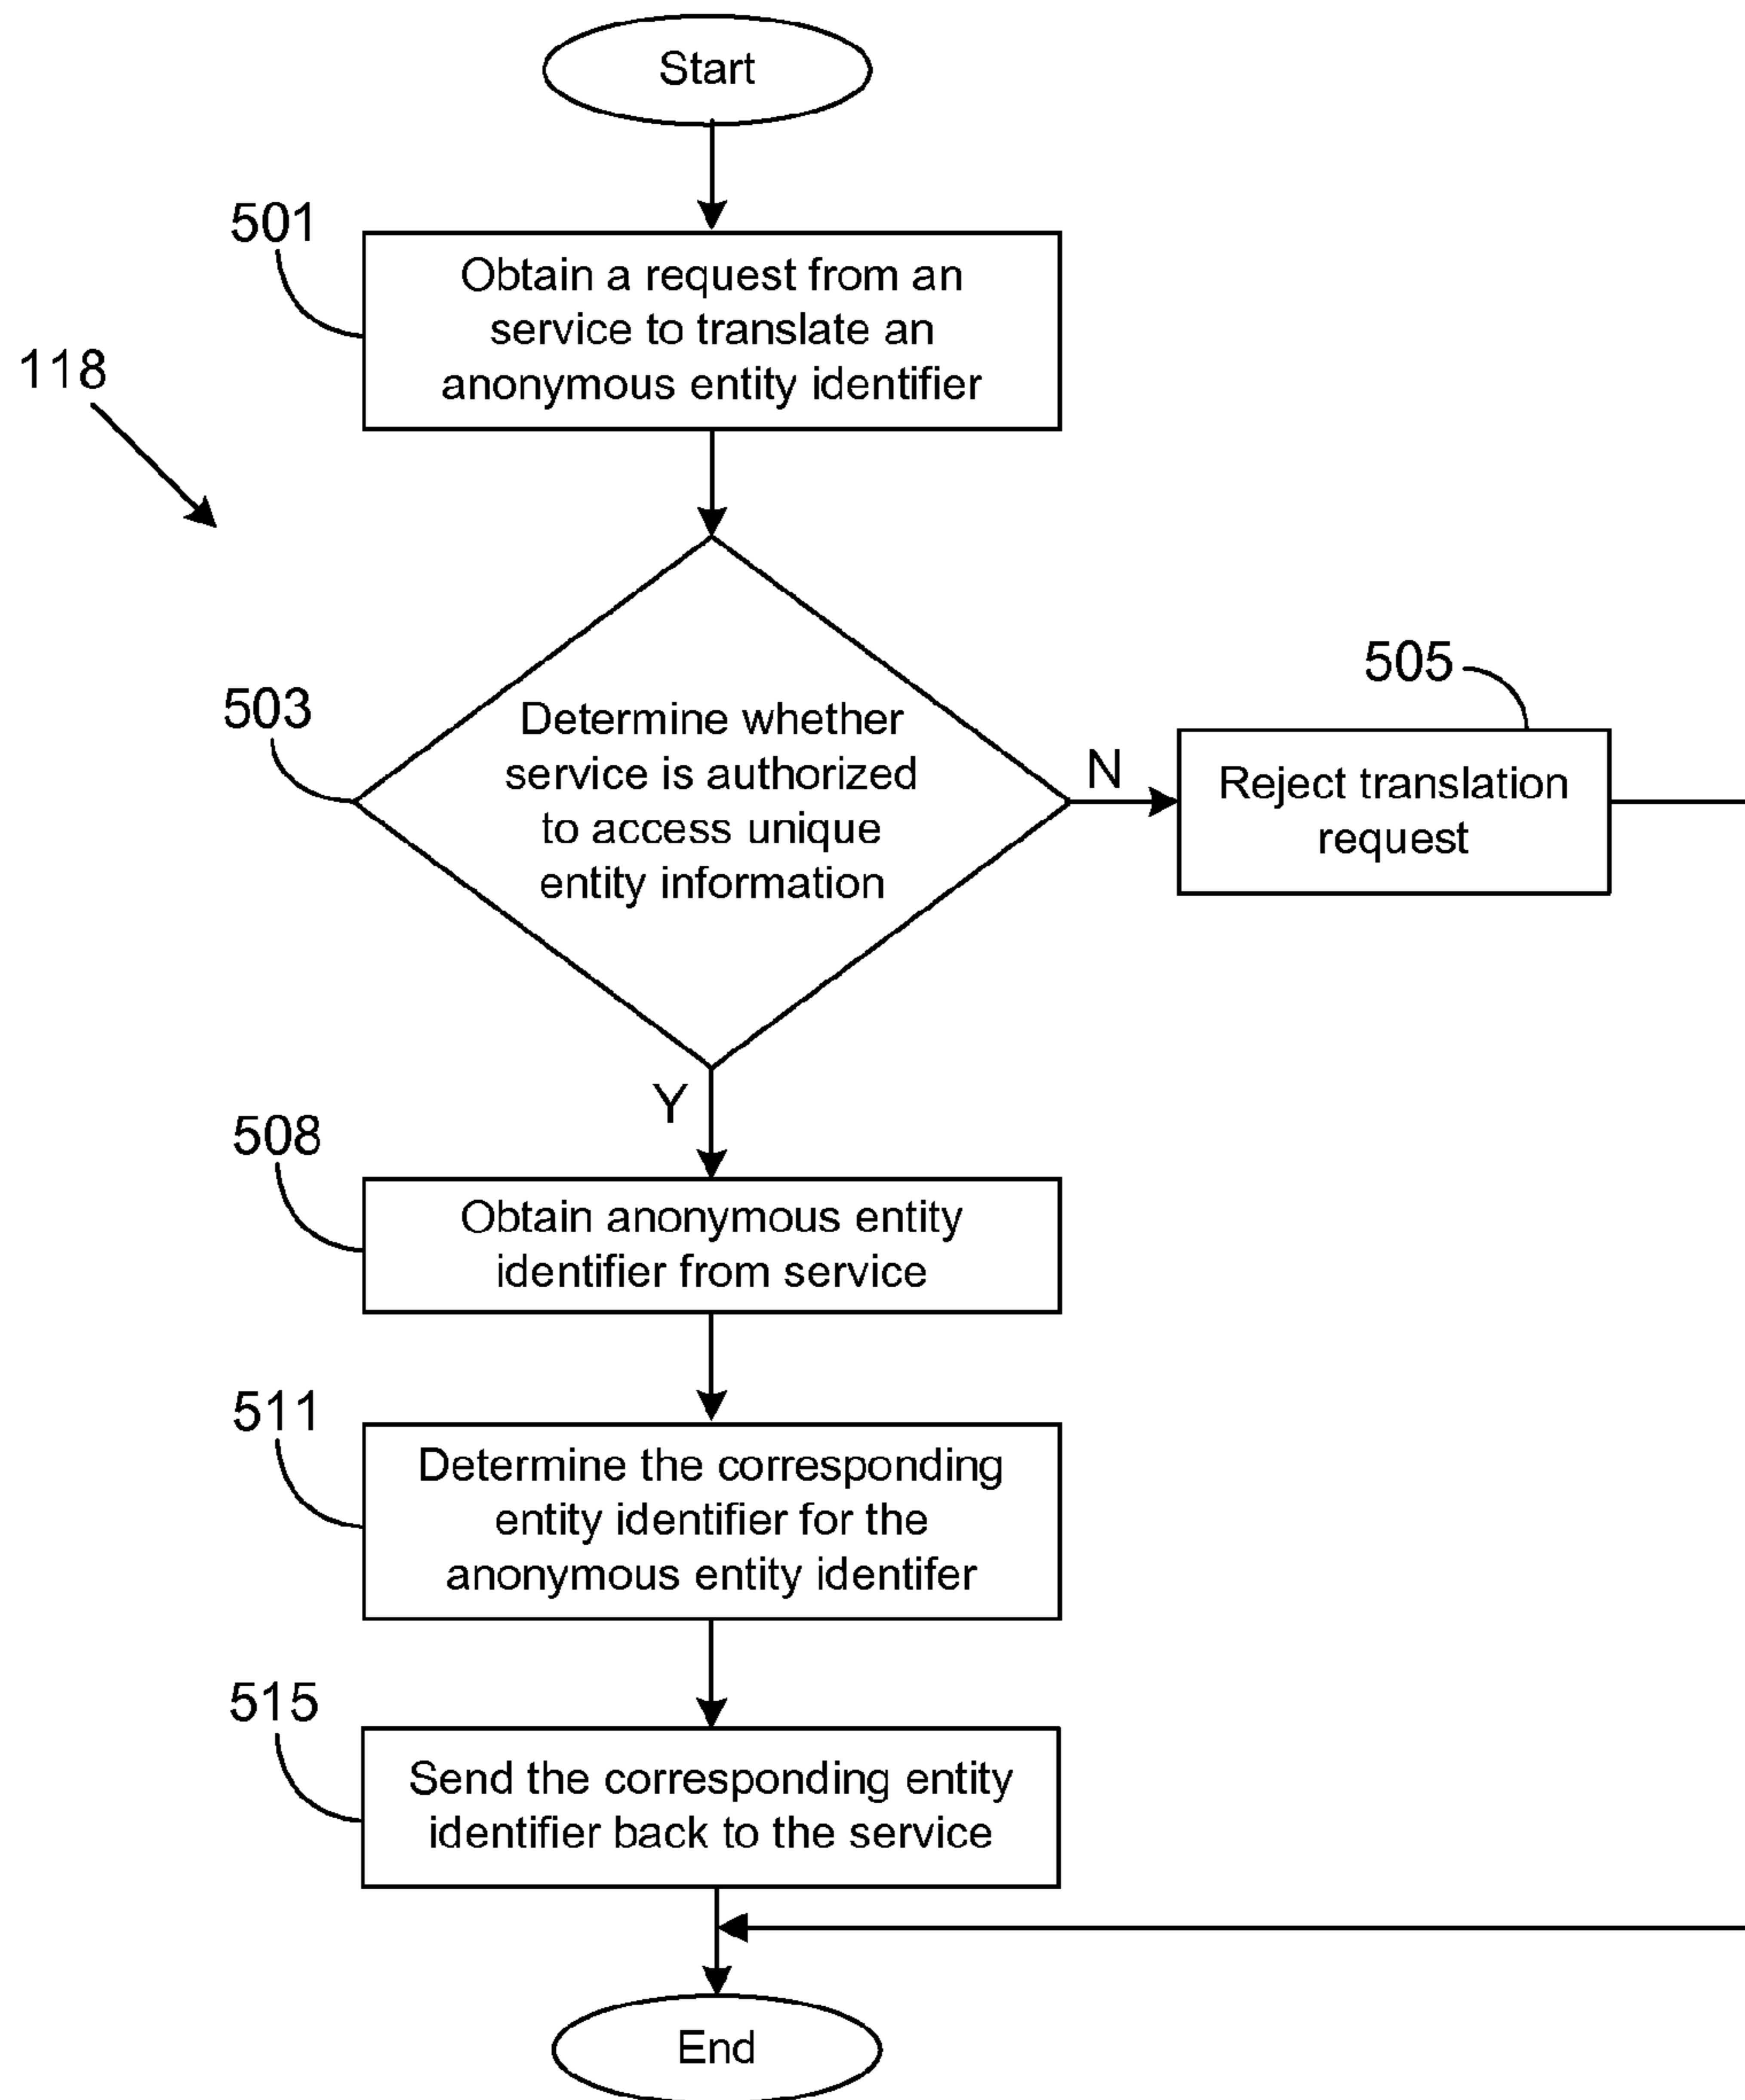 Start
501
Obtain a request from an
service to translate an
anonymous entity identifier
118
503
Determine whether
service is authorized
to access unique
entity information
N
505
Reject translation
request
Y
508
Obtain anonymous entity
identifier from service
511
Determine the corresponding
entity identifier for the
anonymous entity identifer
515
Send the corresponding entity
identifier back to the service
End